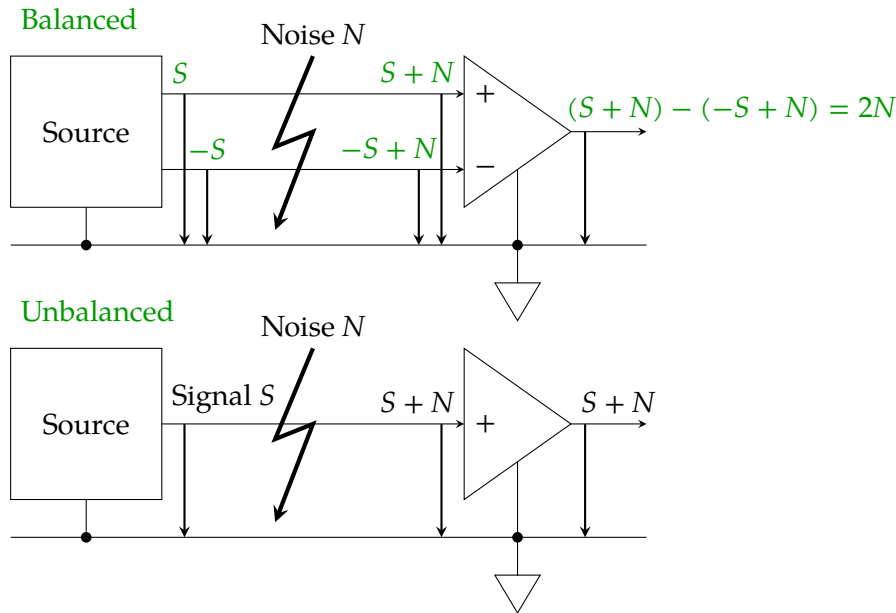 Balanced
Noise N
S
S + N
Source
(S + N) − (−S + N) = 2N
+
−S
−S + N
−
Unbalanced
Noise N
Source
Signal S
S + N
+
S + N